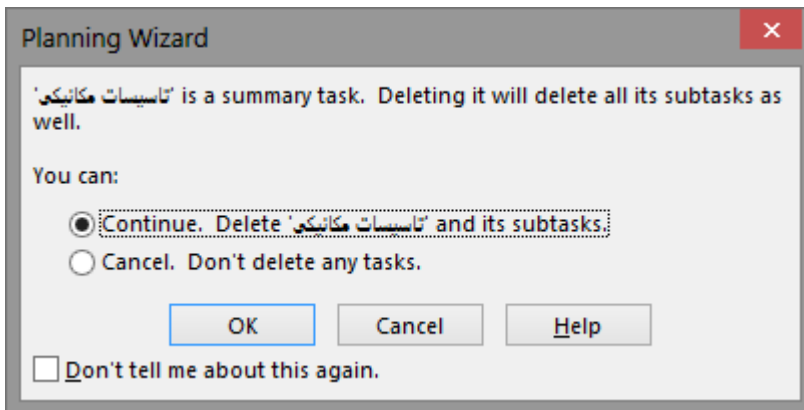 Planning Wizard
'تاسیسات مکانیکی' is a summary task. Deleting it will delete all its subtasks as
well.
You can:
Continue. Delete 'تاسیسات مکانیکی' and its subtasks.
Cancel. Don't delete any tasks.
OK Cancel Help
Don't tell me about this again.